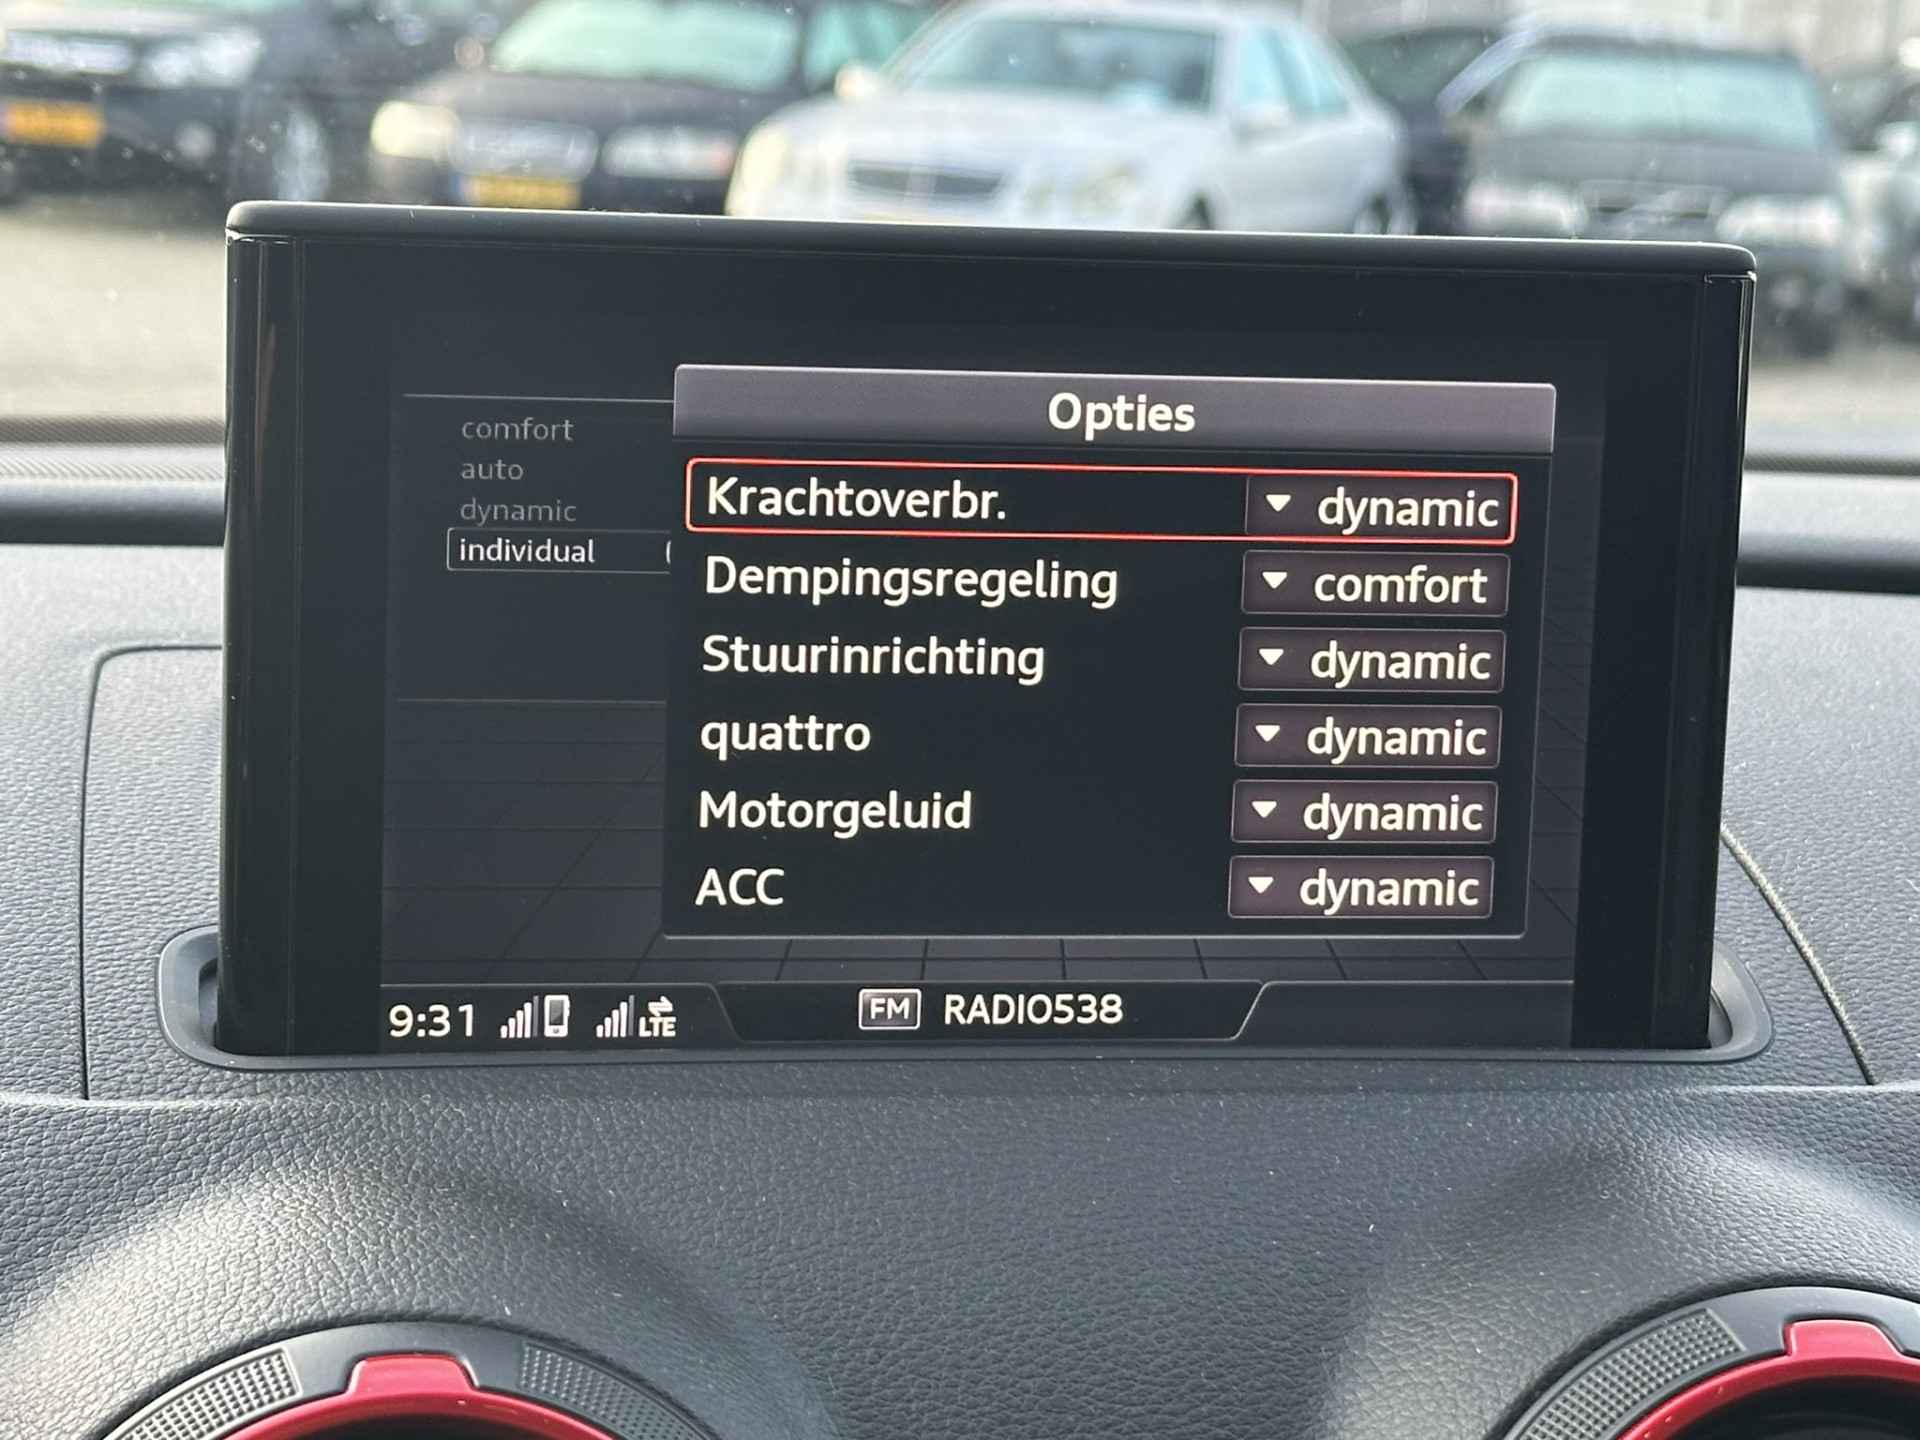 Opties
comfort
auto
dynamic
individual
Krachtoverbr. dynamic
Dempingsregeling comfort
Stuurinrichting dynamic
quattro dynamic
Motorgeluid dynamic
ACC dynamic
9:31 LTE FM RADIO538